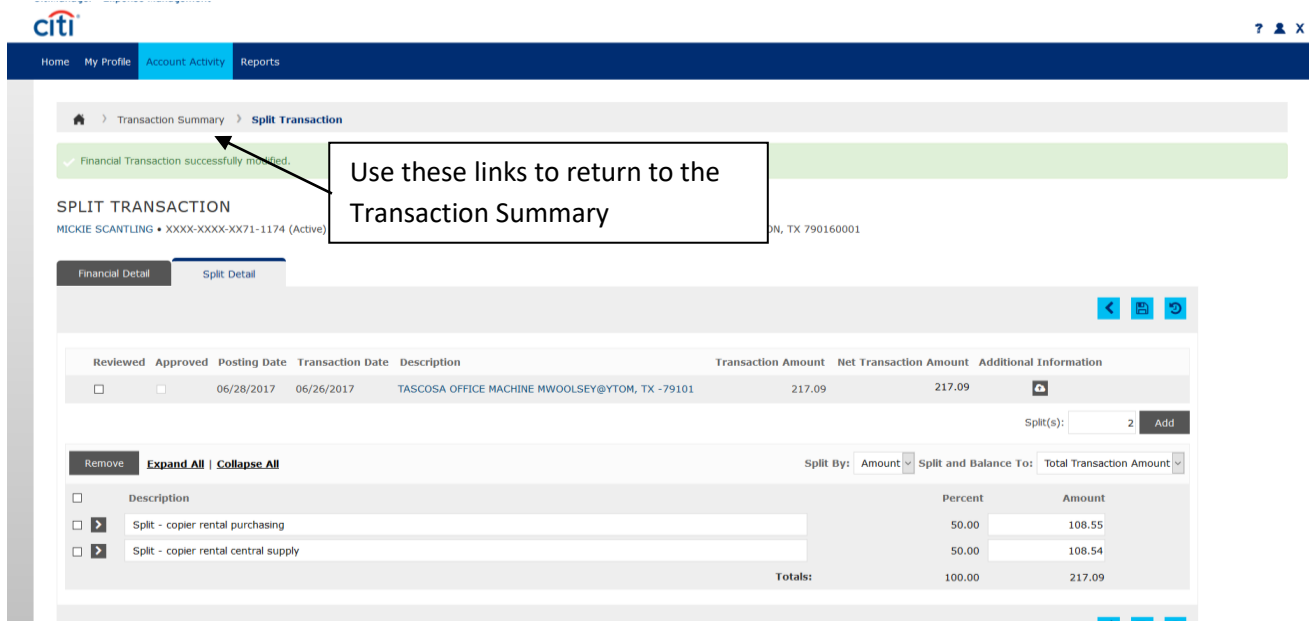 citi
? X
Home My Profile Account Activity Reports
Transaction Summary Split Transaction
Financial Transaction successfully modified.
Use these links to return to the
Transaction Summary
SPLIT TRANSACTION
MICKIE SCANTLING • XXXX-XXXX-XX71-1174 (Active) ON, TX 790160001
Financial Detail Split Detail
Reviewed Approved Posting Date Transaction Date Description Transaction Amount Net Transaction Amount Additional Information
06/28/2017 06/26/2017 TASCOSA OFFICE MACHINE MWOOLSEY@YTOM, TX -79101 217.09 217.09
Split(s): 2 Add
Remove Expand All | Collapse All Split By: Amount Split and Balance To: Total Transaction Amount
Description Percent Amount
Split - copier rental purchasing 50.00 108.55
Split - copier rental central supply 50.00 108.54
Totals: 100.00 217.09